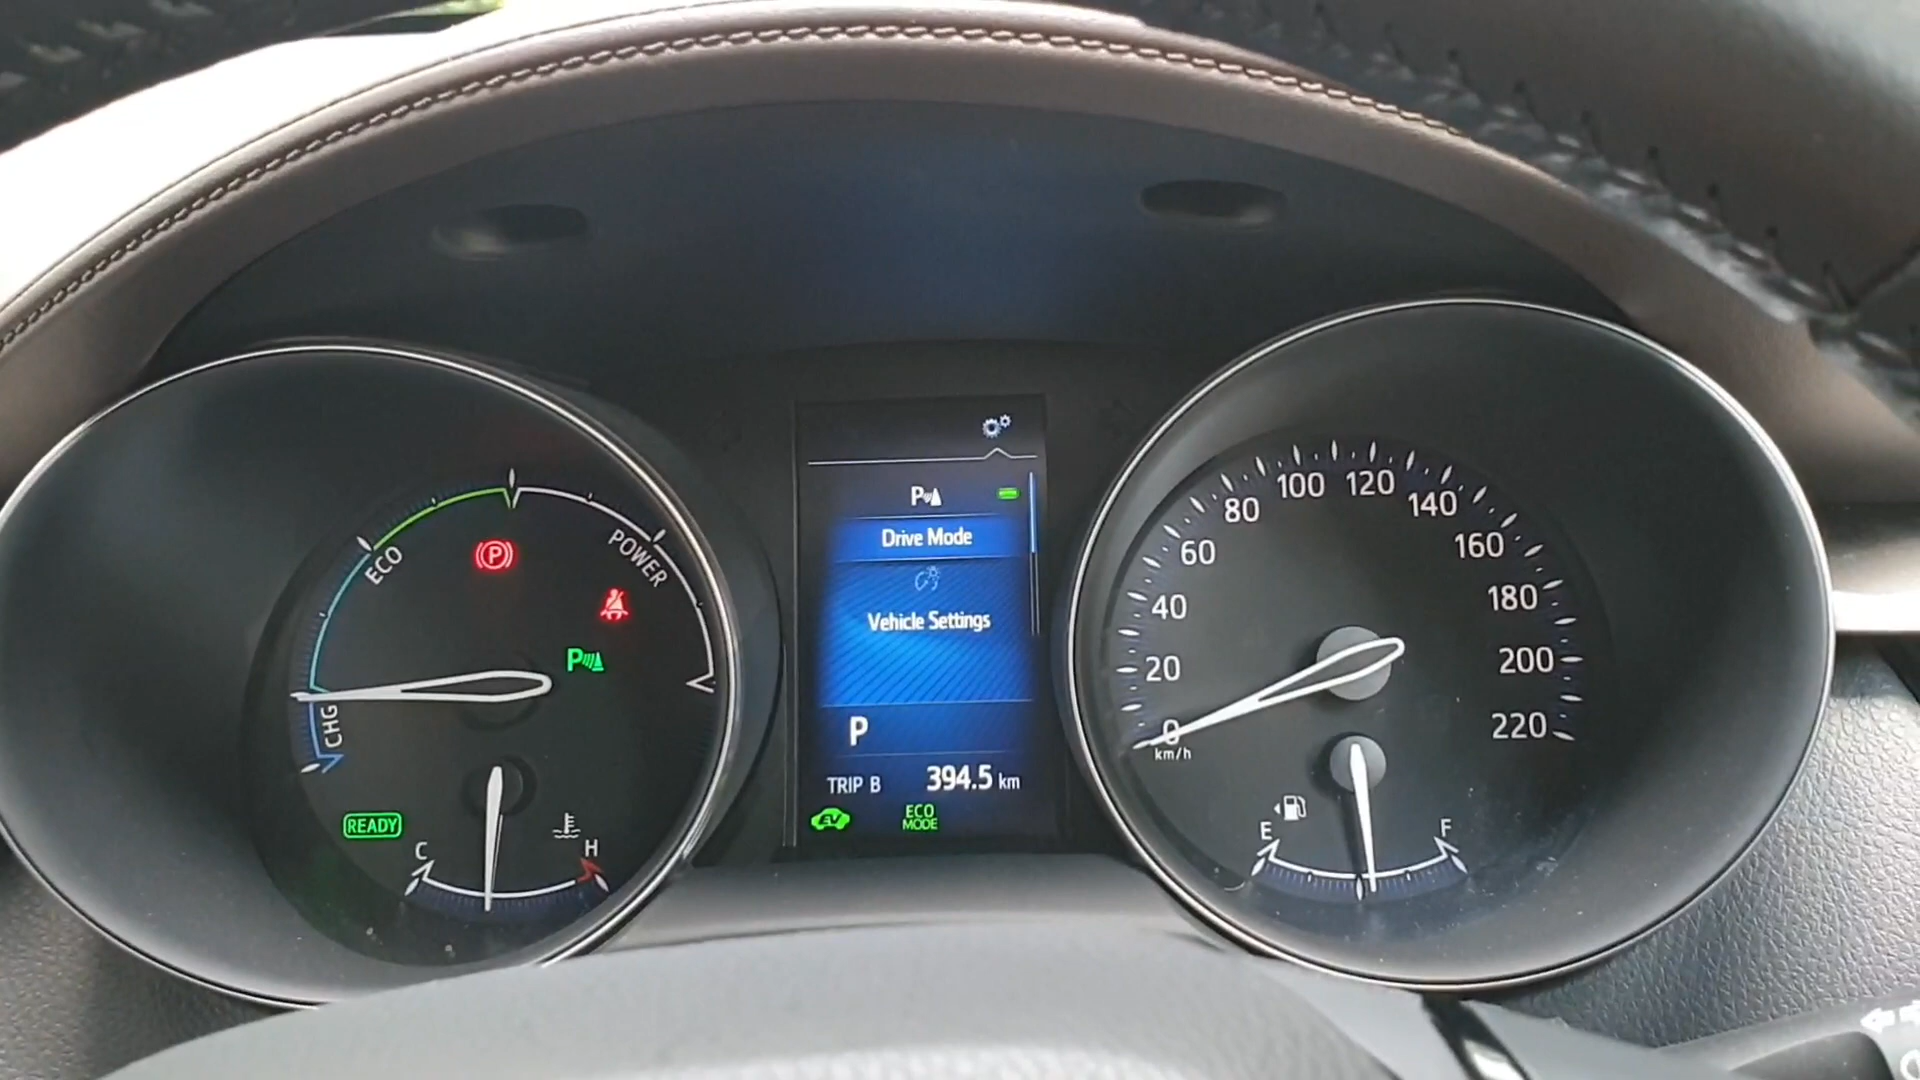 ECO
POWER
P
P
CHG
READY
C
H
P
Drive Mode
Vehicle Settings
P
TRIP B 394.5 km
EV
ECO
MODE
0
20
40
60
80
100
120
140
160
180
200
220
km/h
E
F